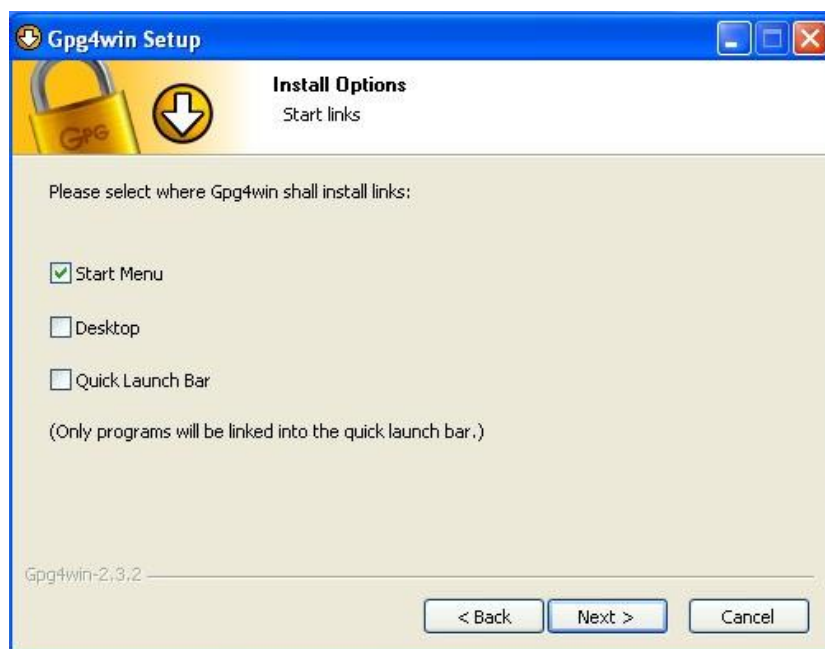 Gpg4win Setup
GPG
Install Options
Start links
Please select where Gpg4win shall install links:
Start Menu
Desktop
Quick Launch Bar
(Only programs will be linked into the quick launch bar.)
Gpg4win-2.3.2
< Back
Next >
Cancel